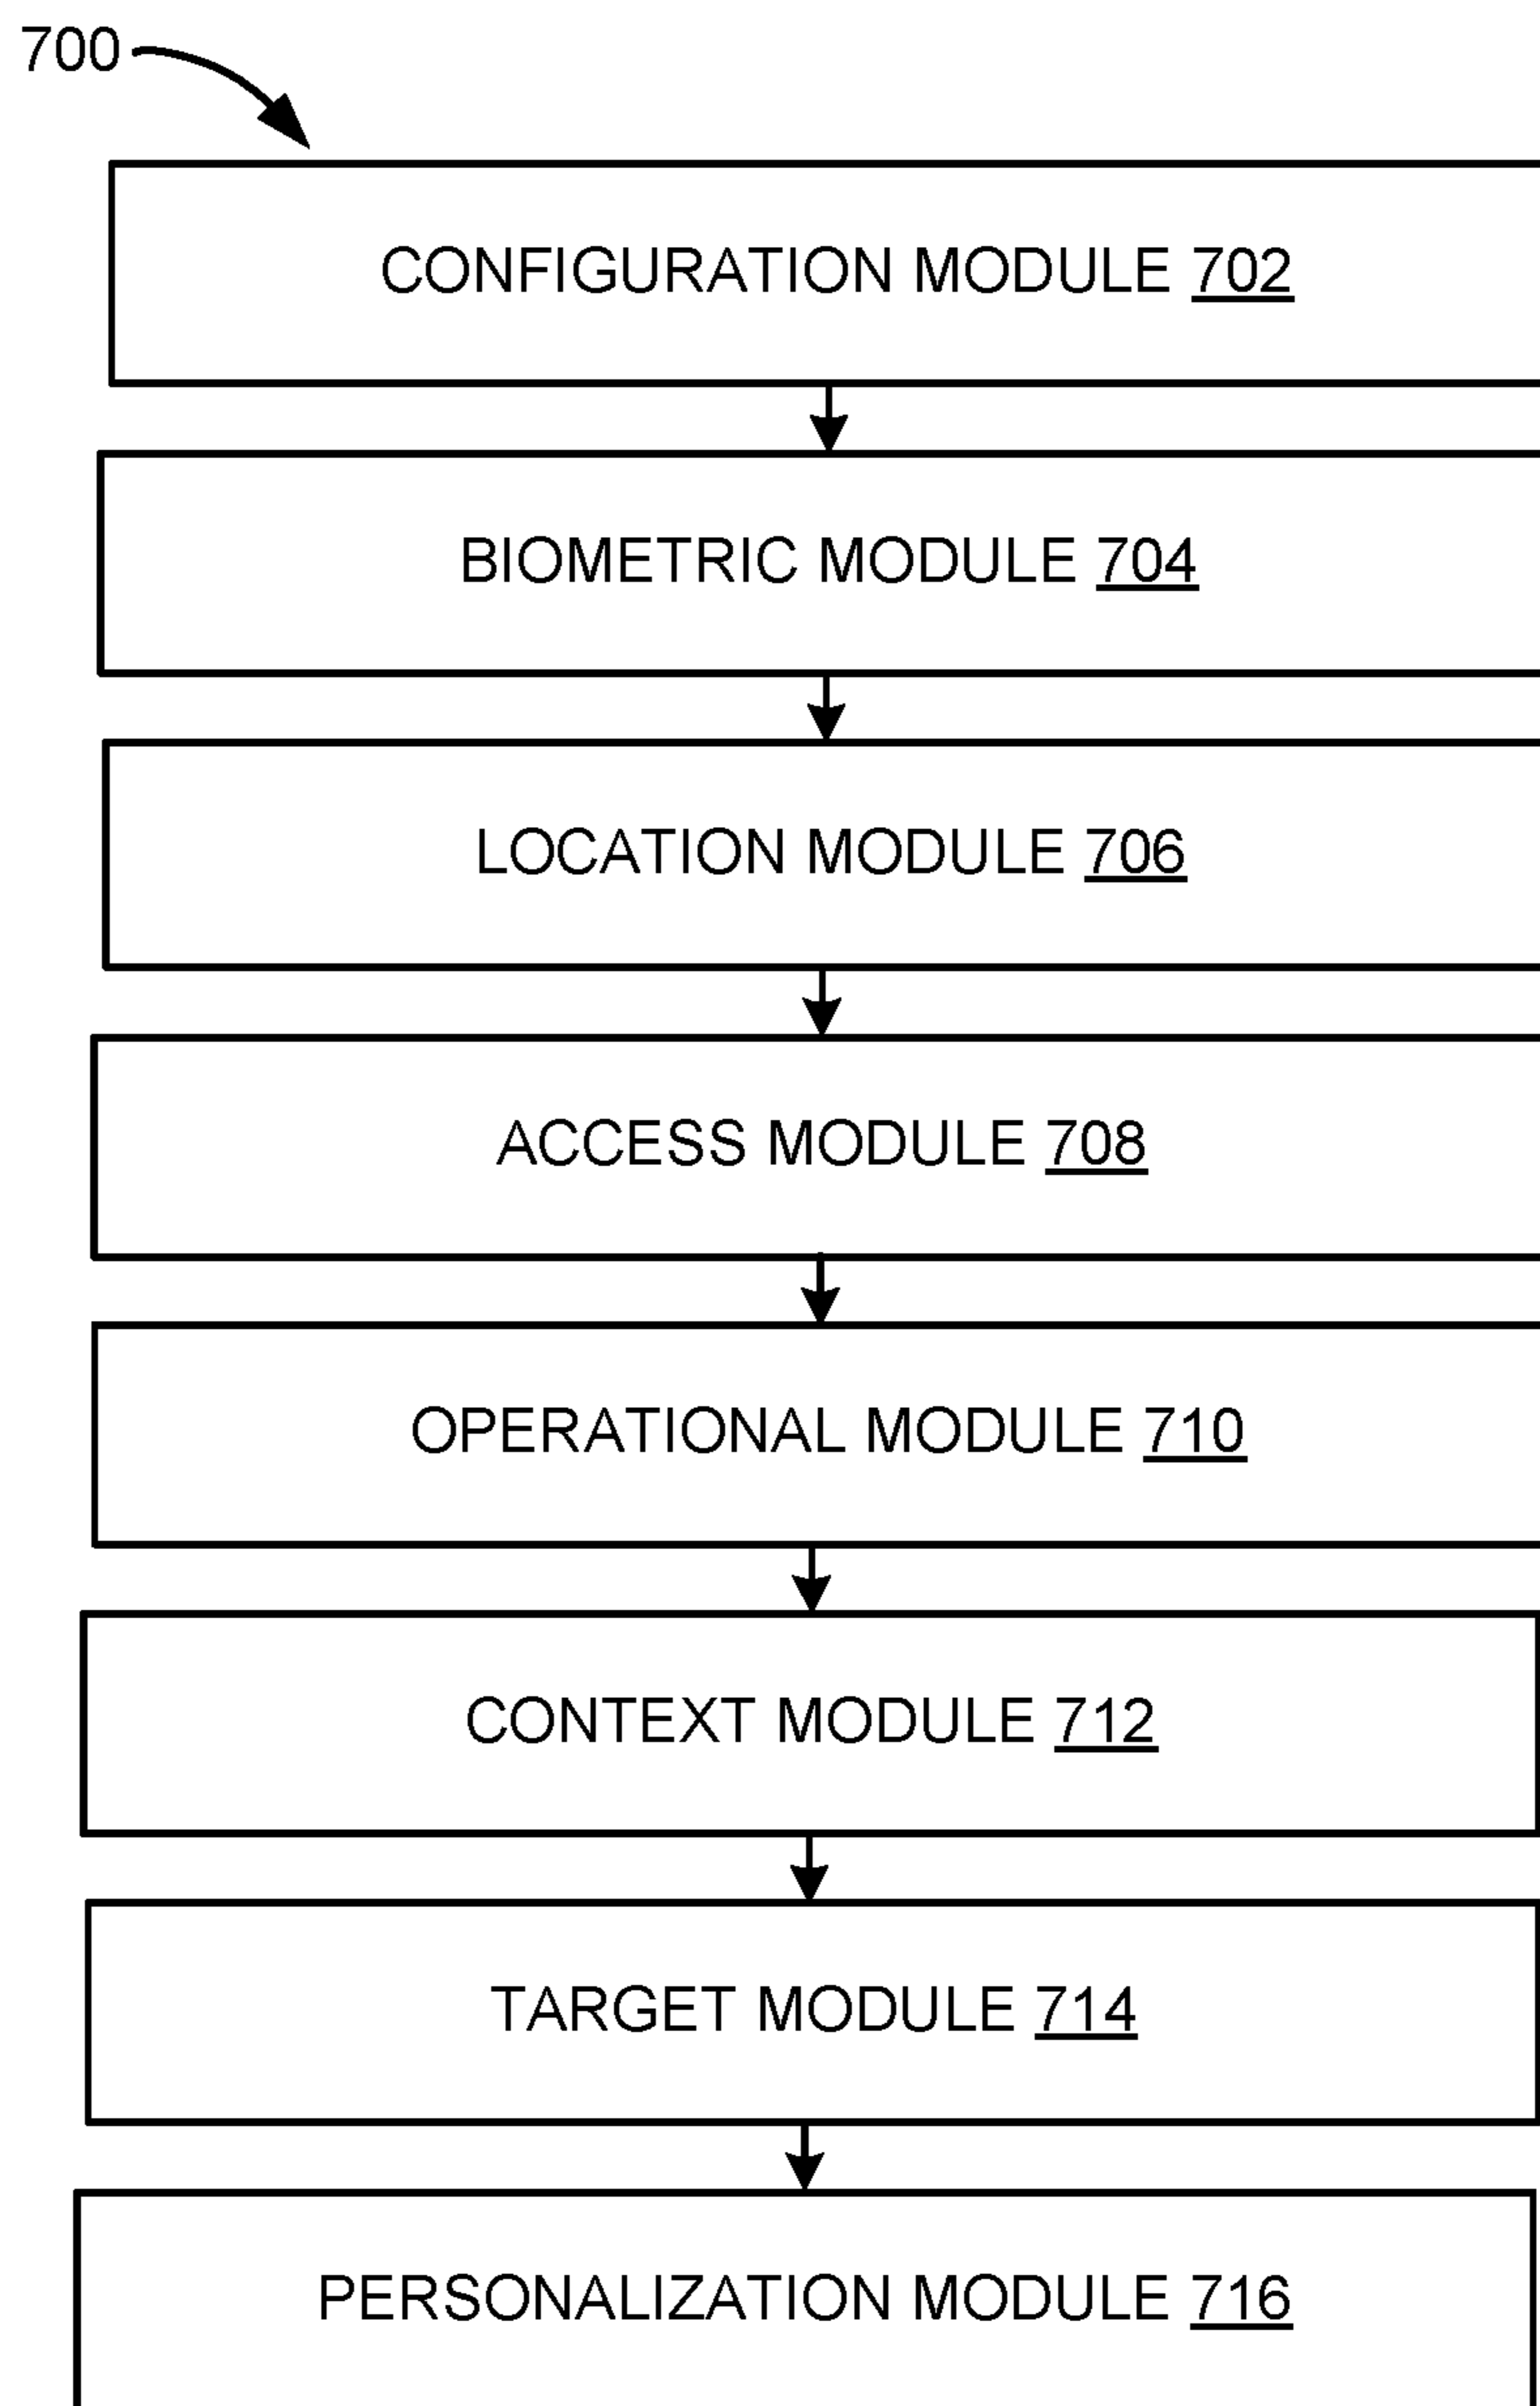 700
CONFIGURATION MODULE 702
BIOMETRIC MODULE 704
LOCATION MODULE 706
ACCESS MODULE 708
OPERATIONAL MODULE 710
CONTEXT MODULE 712
TARGET MODULE 714
PERSONALIZATION MODULE 716